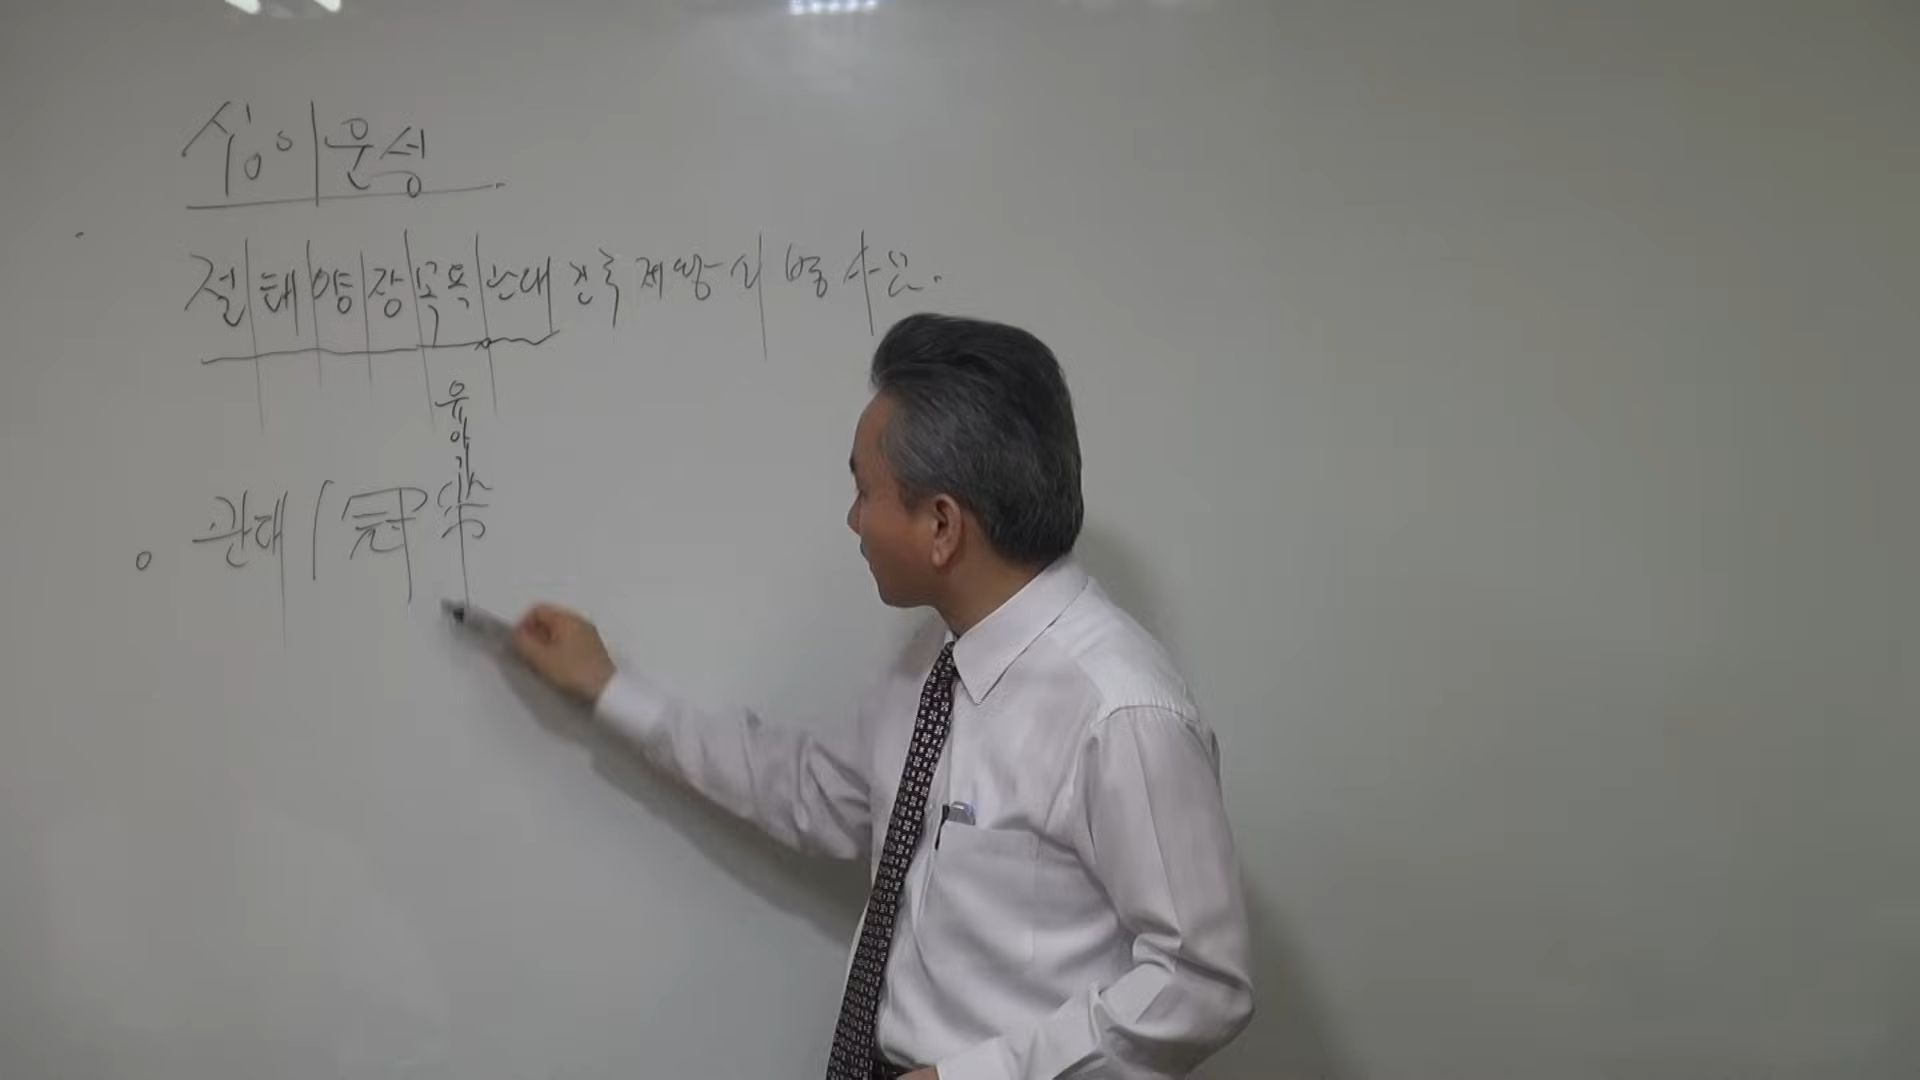 십이운성
절 태 양 장 목욕 관대 건록 제왕 쇠 병 사 묘.
유아기
관대 冠帶